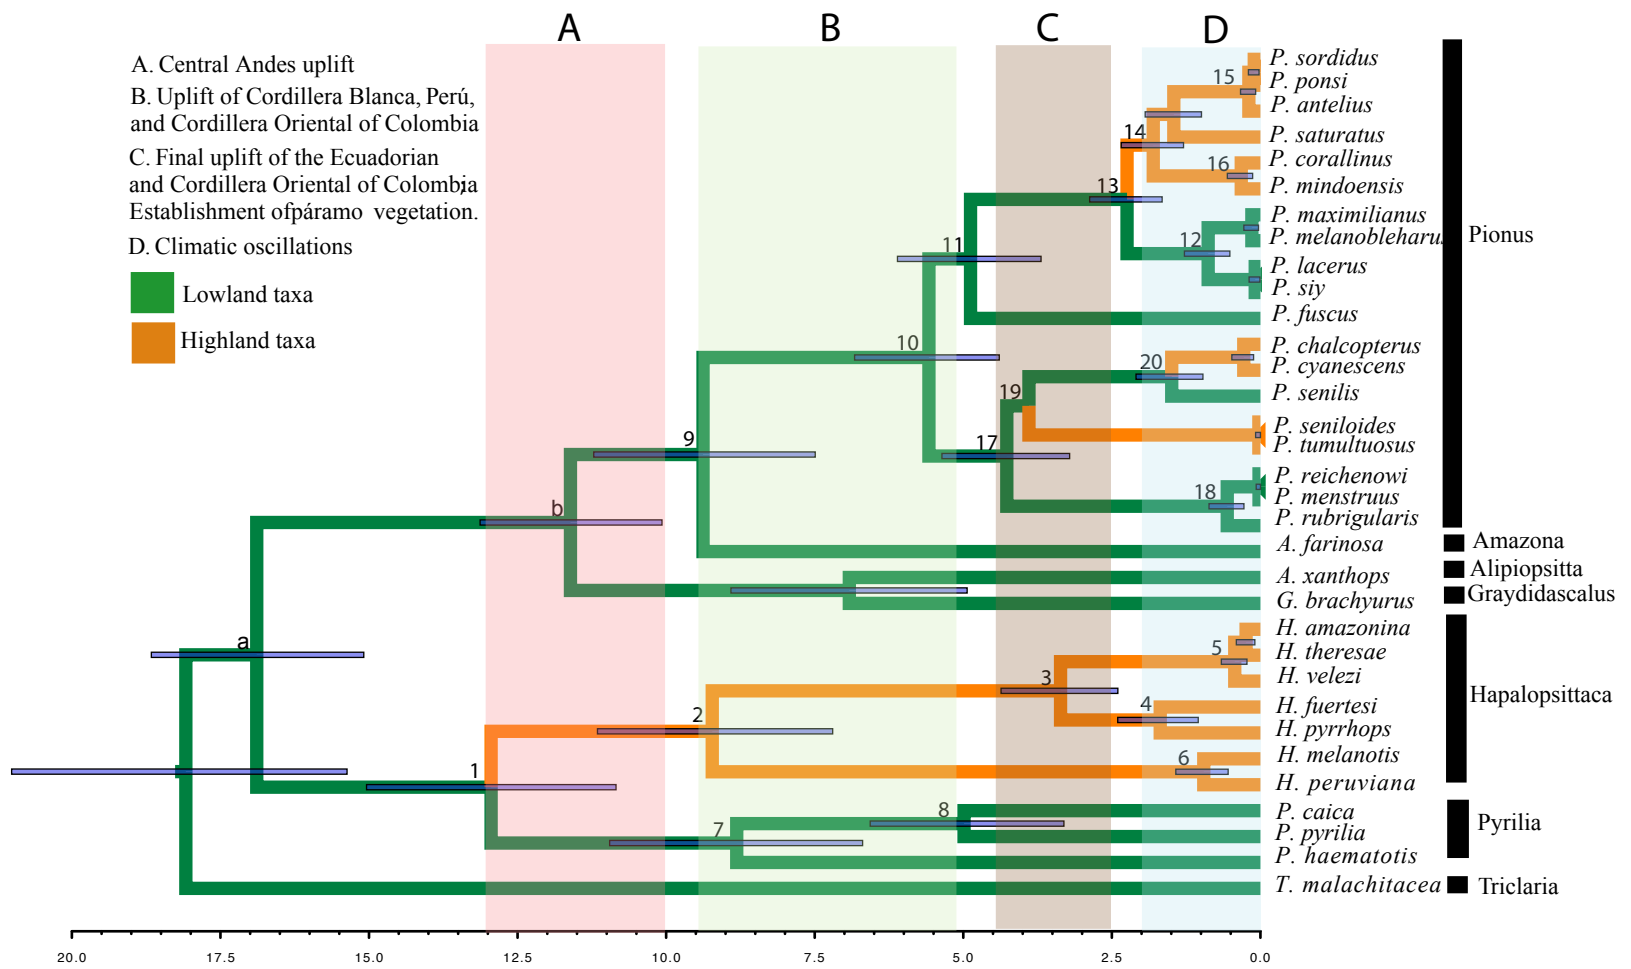 A
B
C
D
A. Central Andes uplift
B. Uplift of Cordillera Blanca, Perú,
and Cordillera Oriental of Colombia
C. Final uplift of the Ecuadorian
and Cordillera Oriental of Colombia
Establishment ofpáramo vegetation.
D. Climatic oscillations
Lowland taxa
Highland taxa
P. sordidus
15
P. ponsi
P. antelius
14
P. saturatus
P. corallinus
16
13
P. mindoensis
P. maximilianus
12
P. melanobleharu
Pionus
11
P. lacerus
P. siy
P. fuscus
10
P. chalcopterus
20
P. cyanescens
19
P. senilis
P. seniloides
9
17
P. tumultuosus
P. reichenowi
18
P. menstruus
b
P. rubrigularis
A. farinosa
Amazona
A. xanthops
Alipiopsitta
G. brachyurus
Graydidascalus
a
H. amazonina
5
H. theresae
3
H. velezi
Hapalopsittaca
2
4
H. fuertesi
H. pyrrhops
1
6
H. melanotis
H. peruviana
8
P. caica
7
P. pyrilia
Pyrilia
P. haematotis
T. malachitacea
Triclaria
20.0
17.5
15.0
12.5
10.0
7.5
5.0
2.5
0.0